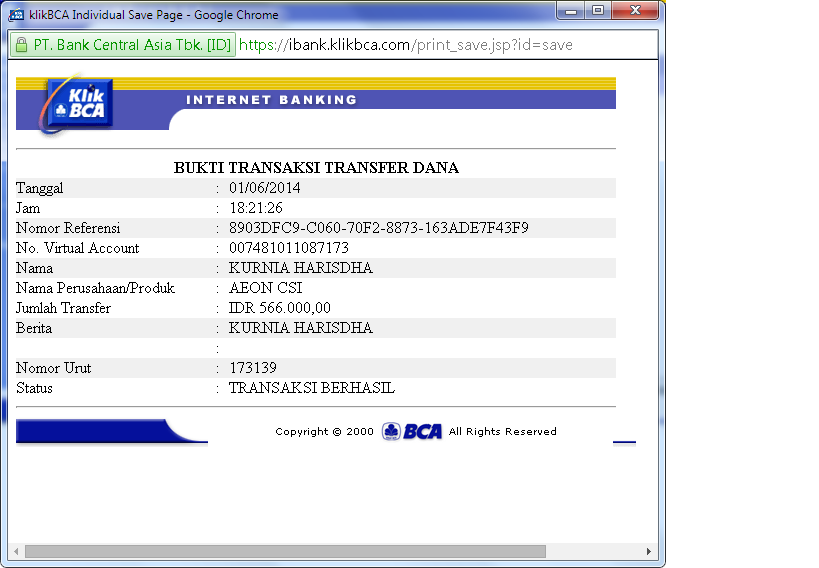 klikBCA Individual Save Page - Google Chrome
PT. Bank Central Asia Tbk. [ID] https://ibank.klikbca.com/print_save.jsp?id=save
Klik BCA
INTERNET BANKING
BUKTI TRANSAKSI TRANSFER DANA
Tanggal : 01/06/2014
Jam : 18:21:26
Nomor Referensi : 8903DFC9-C060-70F2-8873-163ADE7F43F9
No. Virtual Account : 007481011087173
Nama : KURNIA HARISDHA
Nama Perusahaan/Produk : AEON CSI
Jumlah Transfer : IDR 566.000,00
Berita : KURNIA HARISDHA
:
Nomor Urut : 173139
Status : TRANSAKSI BERHASIL
Copyright © 2000 BCA All Rights Reserved